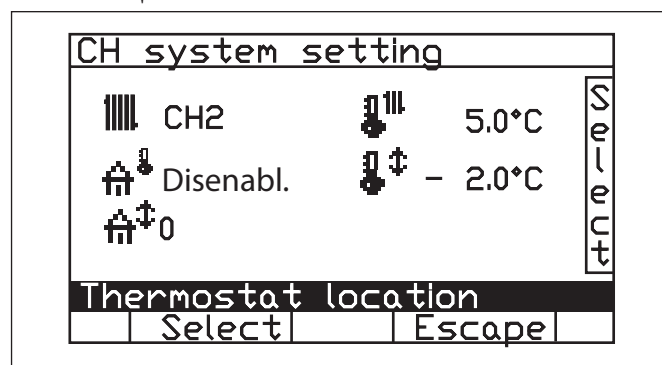 CH system setting
CH2 5.0°C
Disenabl. - 2.0°C
0
Select
Thermostat location
Select Escape